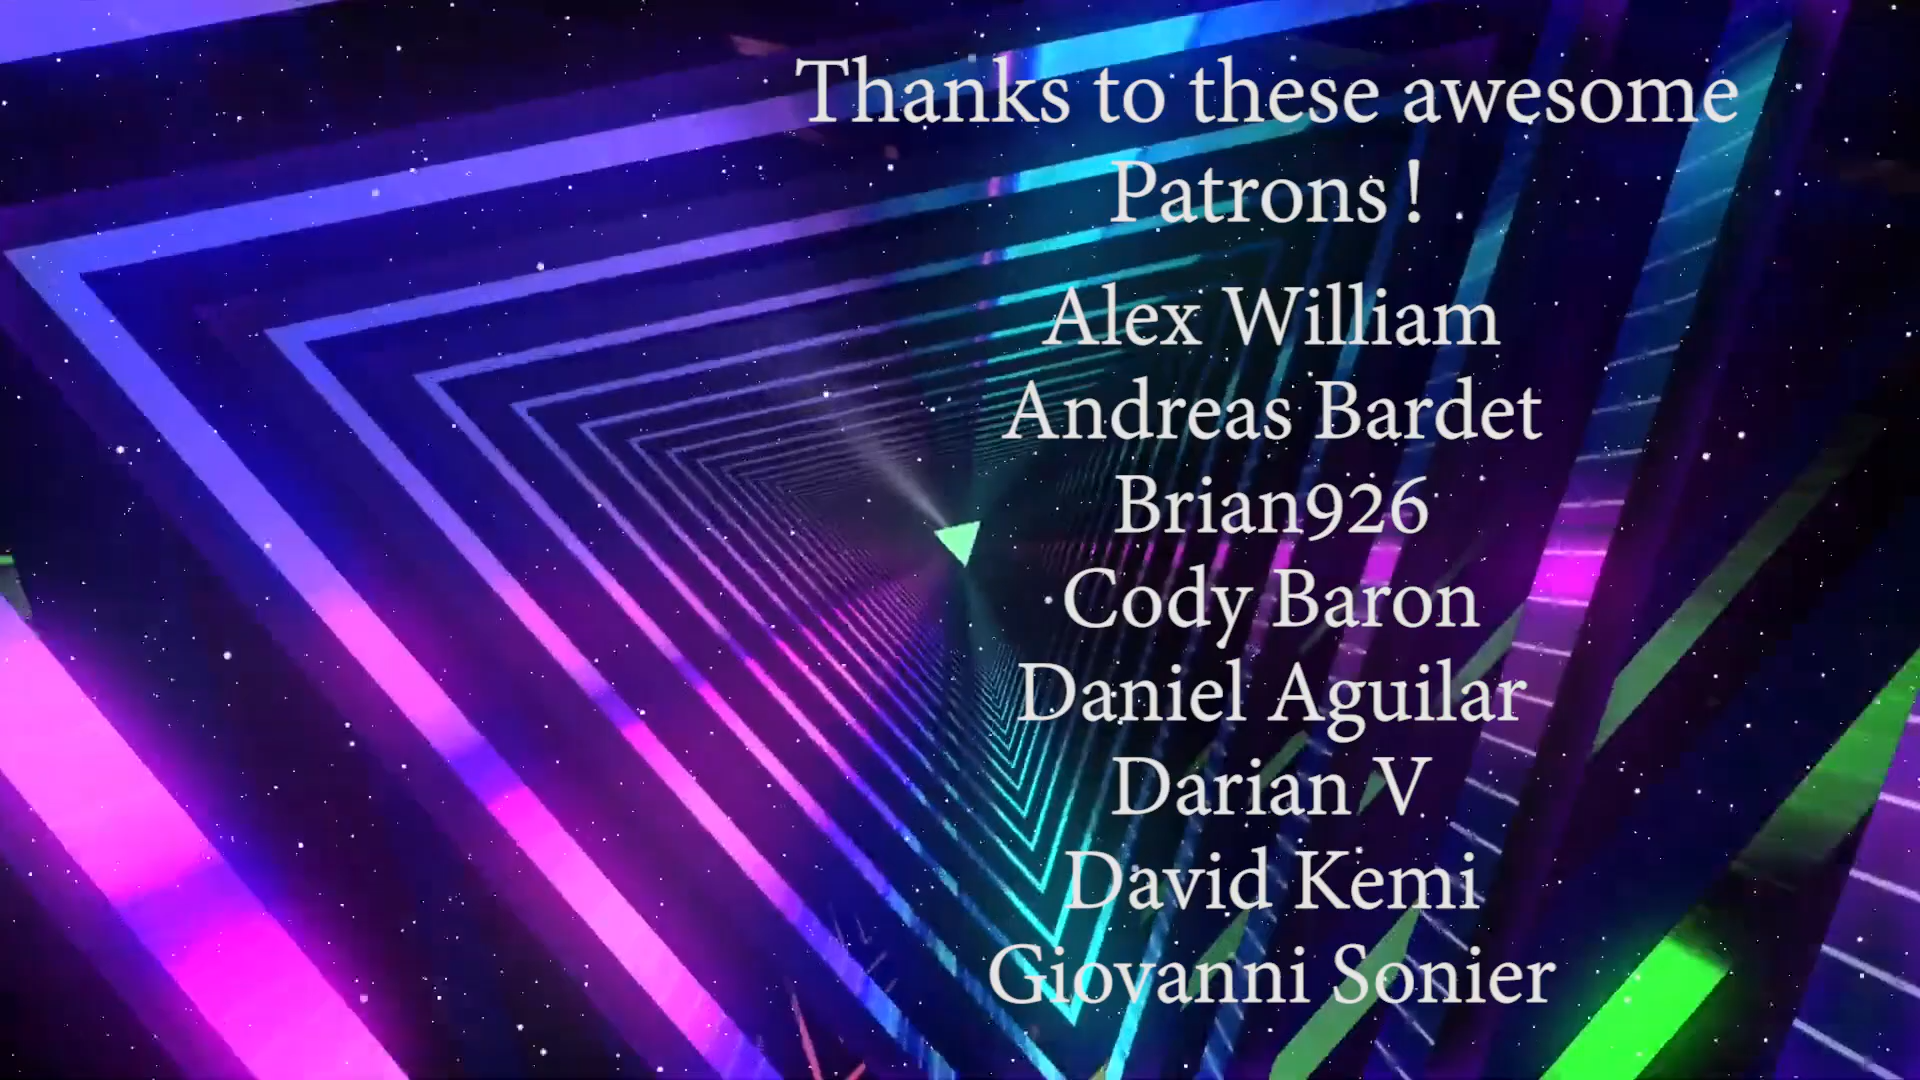 Thanks to these awesome
Patrons !
Alex William
Andreas Bardet
Brian926
Cody Baron
Daniel Aguilar
Darian V
David Kemi
Giovanni Sonier